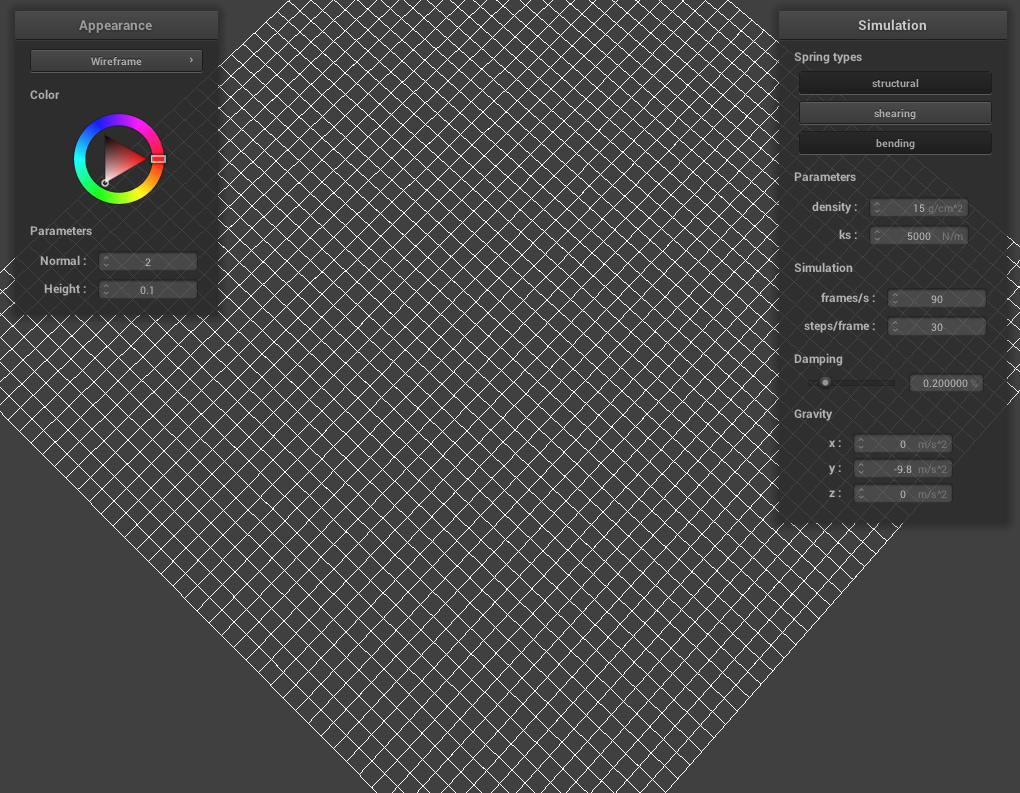 Appearance
Wireframe ›
Color
Parameters
Normal : 2
Height : 0.1
Simulation
Spring types
structural
shearing
bending
Parameters
density : 15 g/cm^2
ks : 5000 N/m
Simulation
frames/s : 90
steps/frame : 30
Damping
0.200000 %
Gravity
x : 0 m/s^2
y : -9.8 m/s^2
z : 0 m/s^2